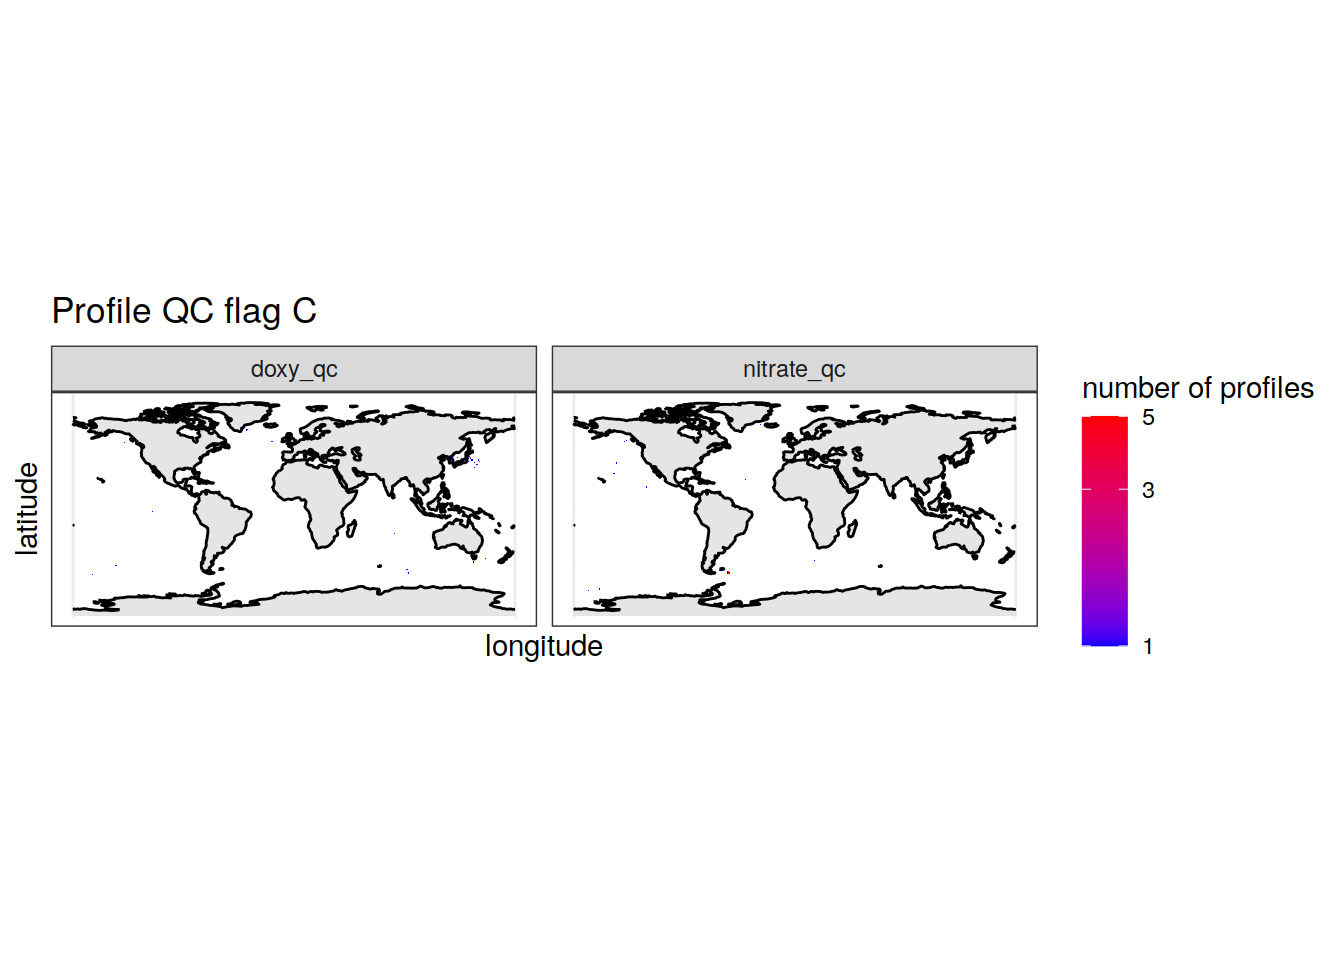 Profile QC flag C
doxy_qc
nitrate_qc
latitude
longitude
number of profiles
5
3
1